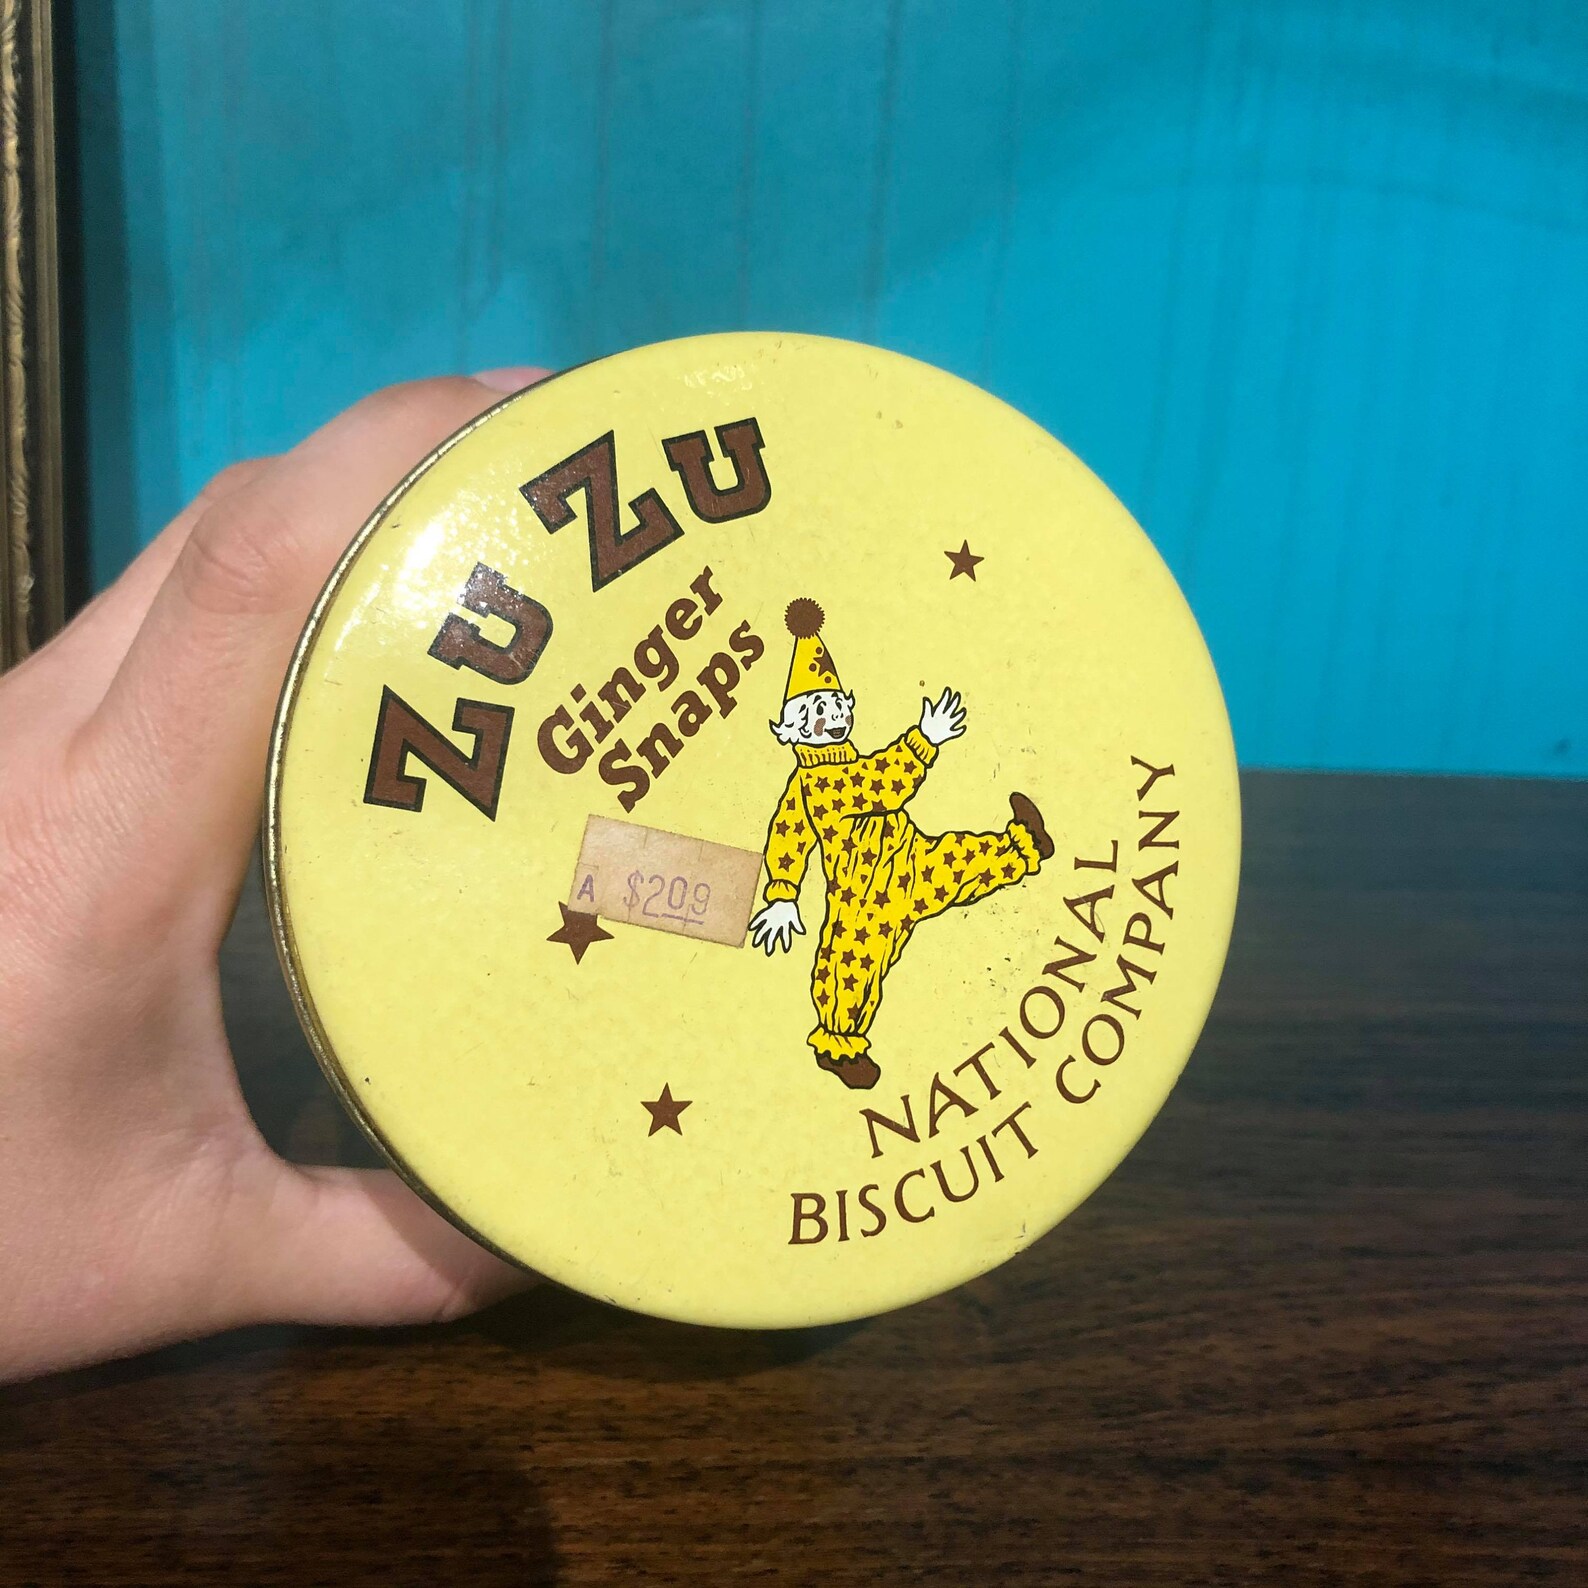 Zu Zu
Ginger
Snaps
A $2.09
NATIONAL
BISCUIT COMPANY